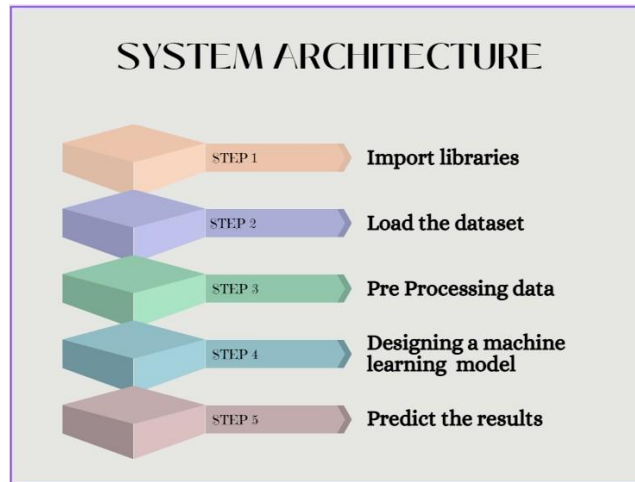 SYSTEM ARCHITECTURE
STEP 1
Import libraries
STEP 2
Load the dataset
STEP 3
Pre Processing data
STEP 4
Designing a machine
learning model
STEP 5
Predict the results